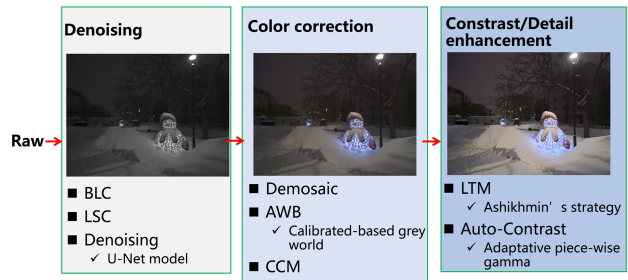 Raw
Denoising
BLC
LSC
Denoising
✓ U-Net model
Color correction
Demosaic
AWB
✓ Calibrated-based grey
world
CCM
Constrast/Detail
enhancement
LTM
✓ Ashikhmin' s strategy
Auto-Contrast
✓ Adaptative piece-wise
gamma